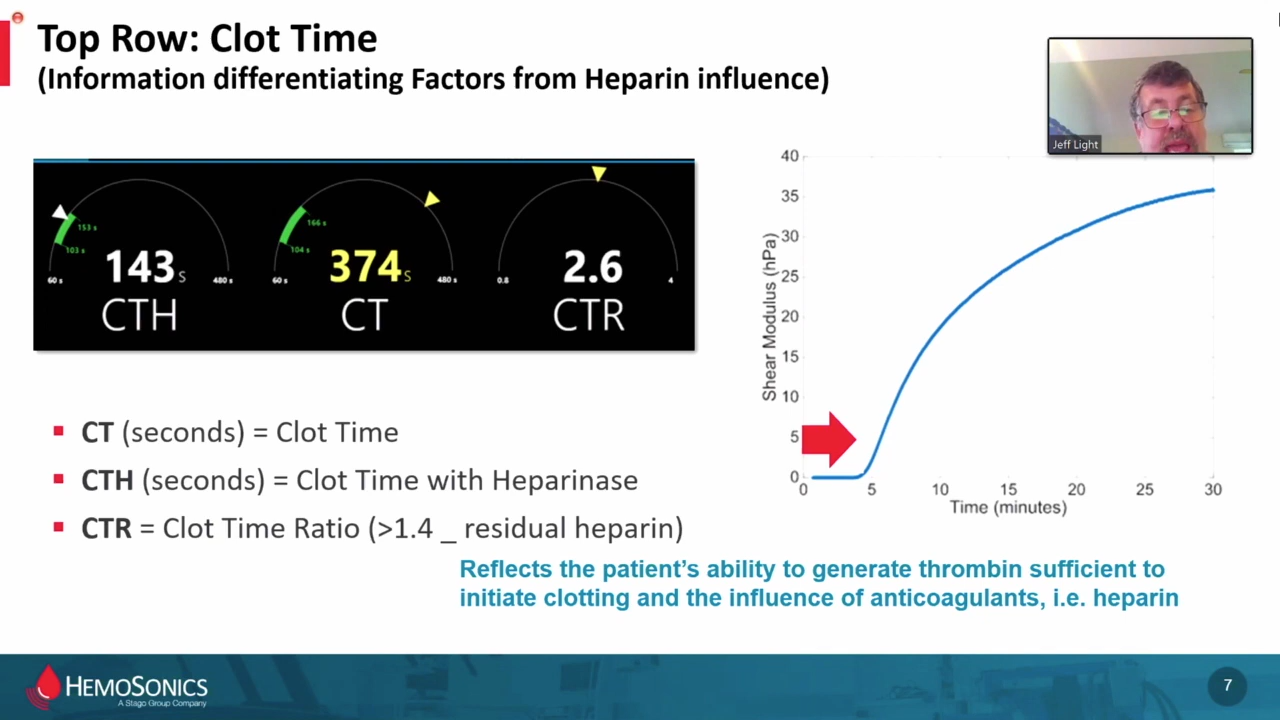 Top Row: Clot Time
(Information differentiating Factors from Heparin influence)
Jeff Light
153 s
103 s
143 s
60 s
480 s
CTH
166 s
104 s
374 s
60 s
480 s
CT
2.6
0.8
4
CTR
40
35
30
25
20
15
10
5
0
Shear Modulus (hPa)
0 5 10 15 20 25 30
Time (minutes)
▪ CT (seconds) = Clot Time
▪ CTH (seconds) = Clot Time with Heparinase
▪ CTR = Clot Time Ratio (>1.4 _ residual heparin)
Reflects the patient's ability to generate thrombin sufficient to
initiate clotting and the influence of anticoagulants, i.e. heparin
HEMOSONICS
A Stago Group Company
7